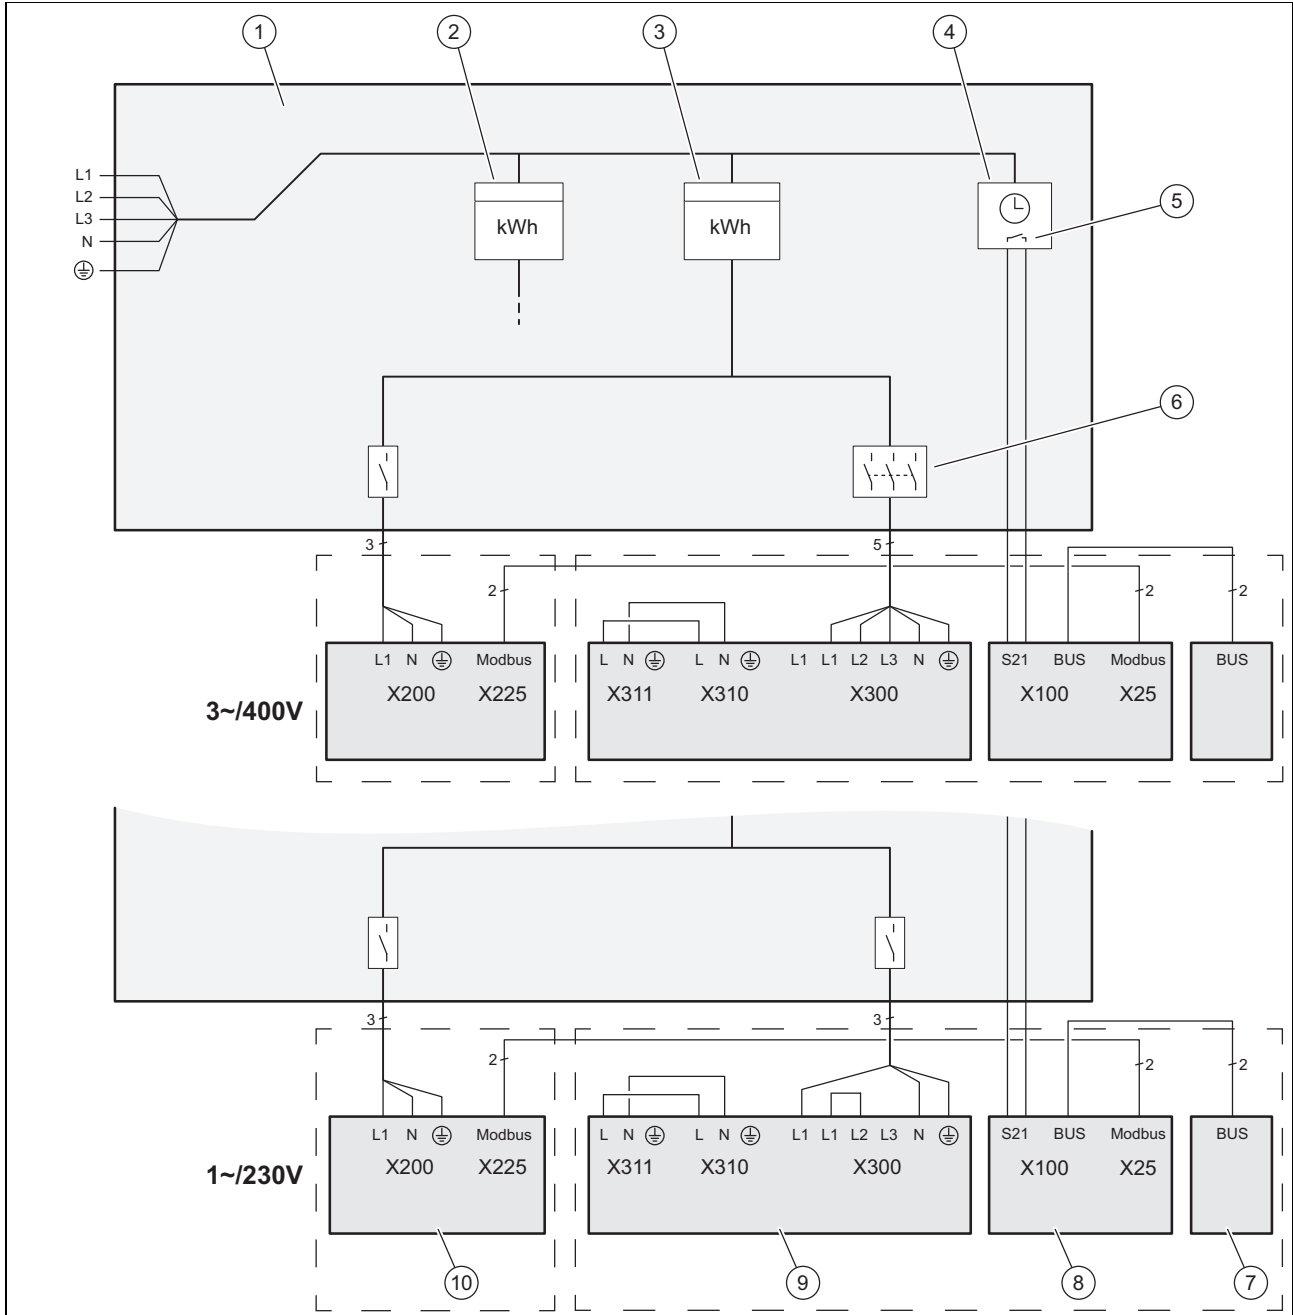 1 2 3 4
L1
L2
L3
N
kWh kWh
5
6
3 5
2 2 2
L1 N Modbus L N L N L1 L1 L2 L3 N S21 BUS Modbus BUS
X200 X225 X311 X310 X300 X100 X25
3~/400V
3 3
2 2 2
L1 N Modbus L N L N L1 L1 L2 L3 N S21 BUS Modbus BUS
X200 X225 X311 X310 X300 X100 X25
1~/230V
10 9 8 7